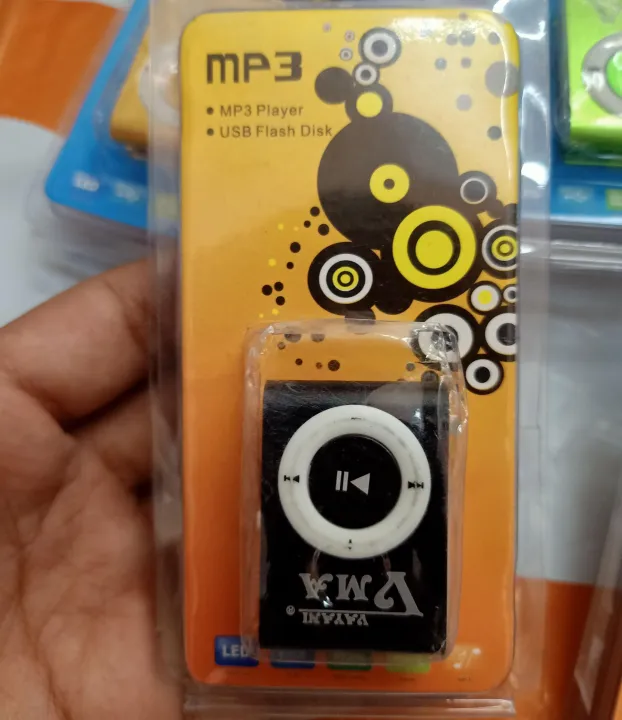 MP3
• MP3 Player
• USB Flash Disk
VMA
VAYANI ®
LED